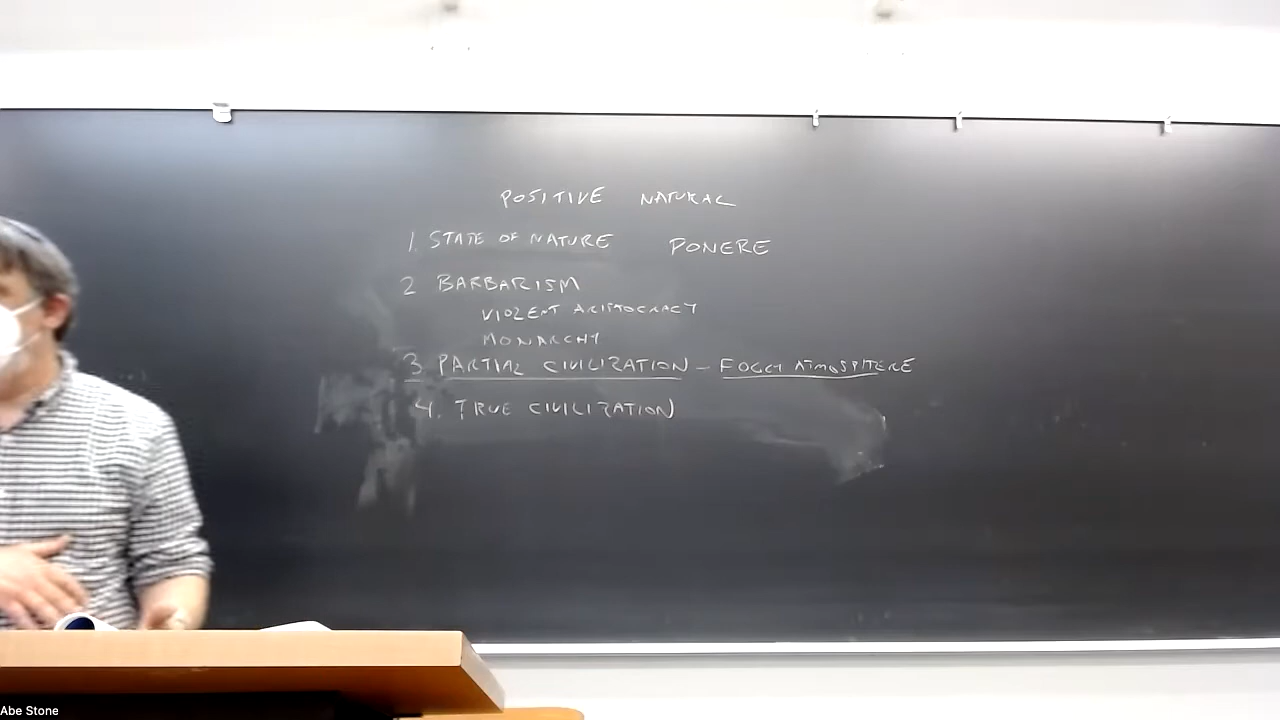 POSITIVE NATURAL
1. STATE OF NATURE PONERE
2 BARBARISM
VIOLENT ARISTOCRACY
MONARCHY
3. PARTIAL CIVILIZATION - FOGGY ATMOSPHERE
4. TRUE CIVILIZATION
Abe Stone